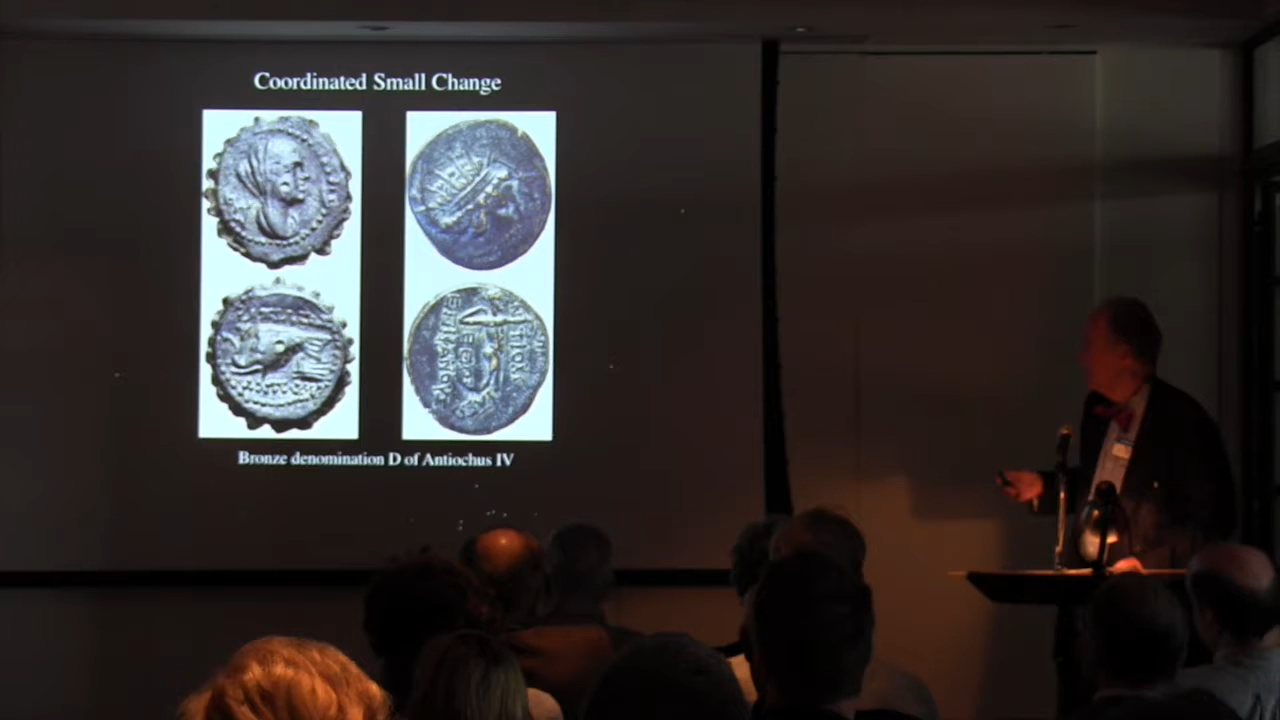 Coordinated Small Change
Bronze denomination D of Antiochus IV